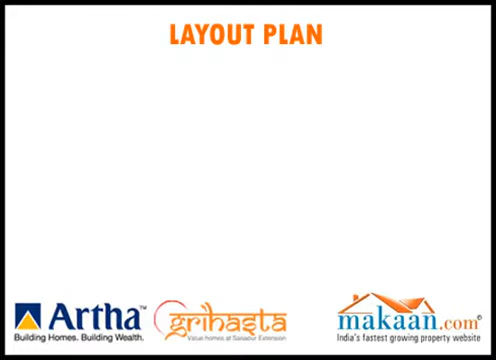 LAYOUT PLAN
Artha™
Building Homes. Building Wealth.
grihasta
Value homes at Saiapur Extension
makaan.com©
India's fastest growing property website